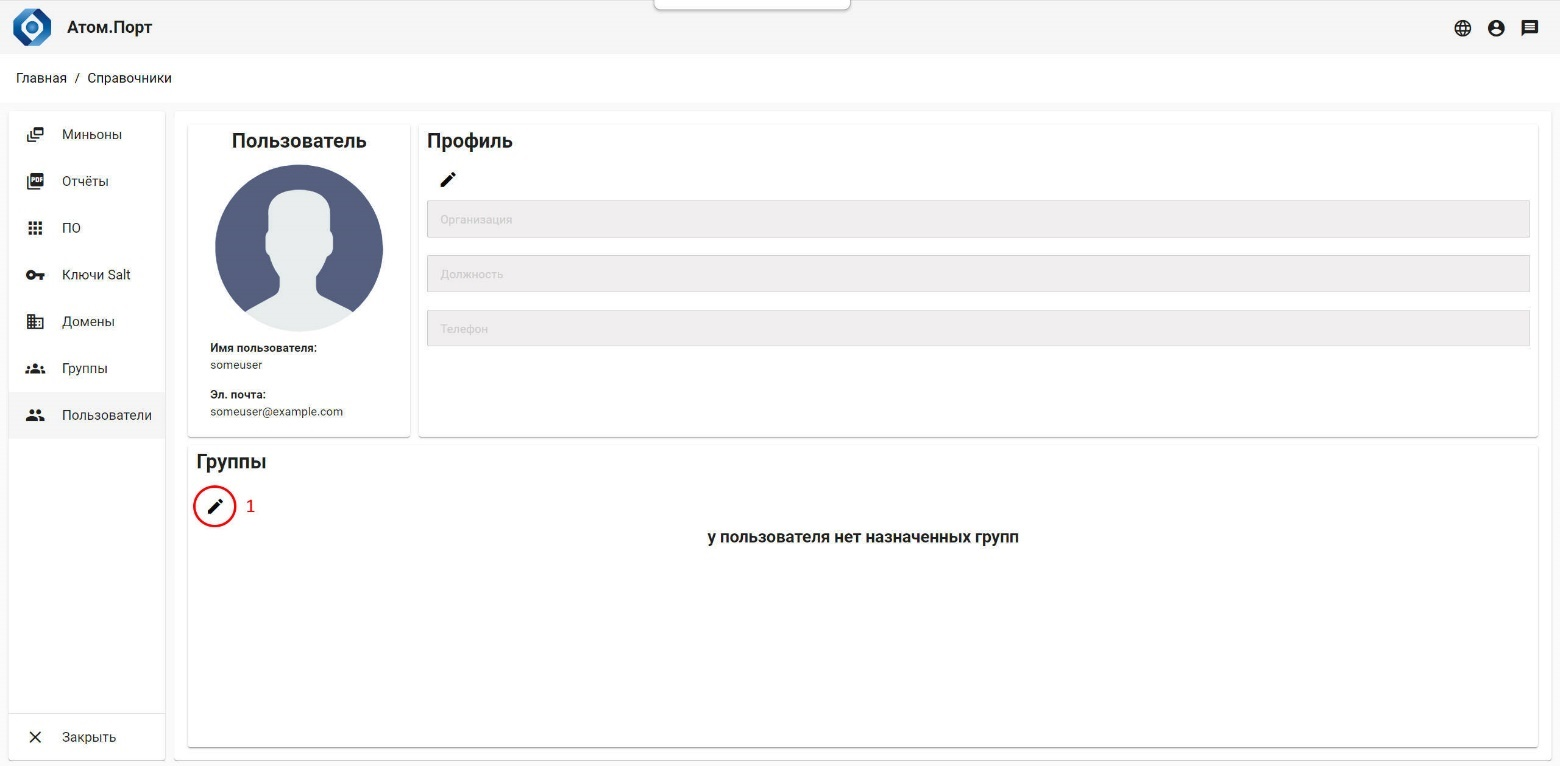 Атом.Порт
Главная / Справочники
Миньоны
PDF Отчёты
ПО
Ключи Salt
Домены
Группы
Пользователи
Закрыть
Пользователь
Имя пользователя:
someuser
Эл. почта:
someuser@example.com
Профиль
Организация
Должность
Телефон
Группы
1
у пользователя нет назначенных групп